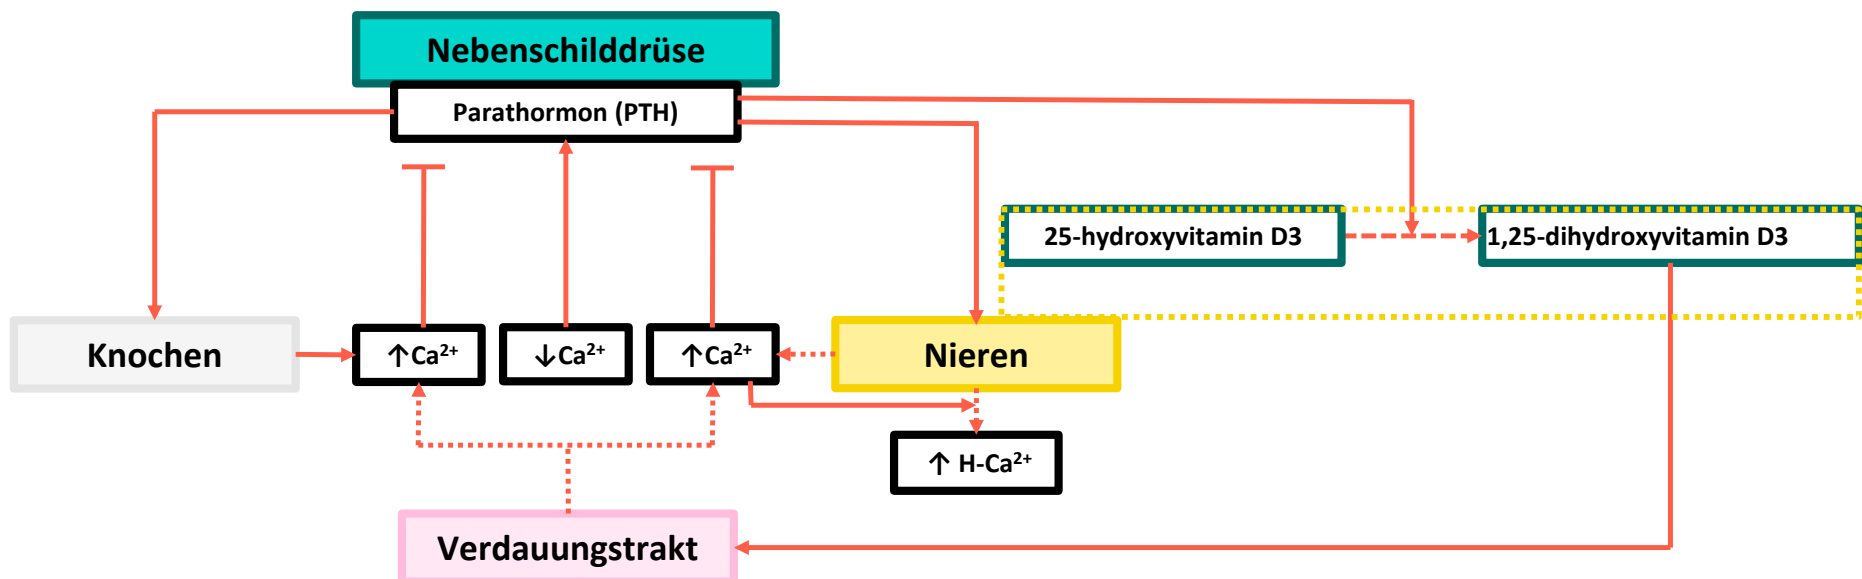 Nebenschilddrüse
Parathormon (PTH)
25-hydroxyvitamin D3
1,25-dihydroxyvitamin D3
Knochen
↑Ca²⁺
↓Ca²⁺
↑Ca²⁺
Nieren
↑ H-Ca²⁺
Verdauungstrakt